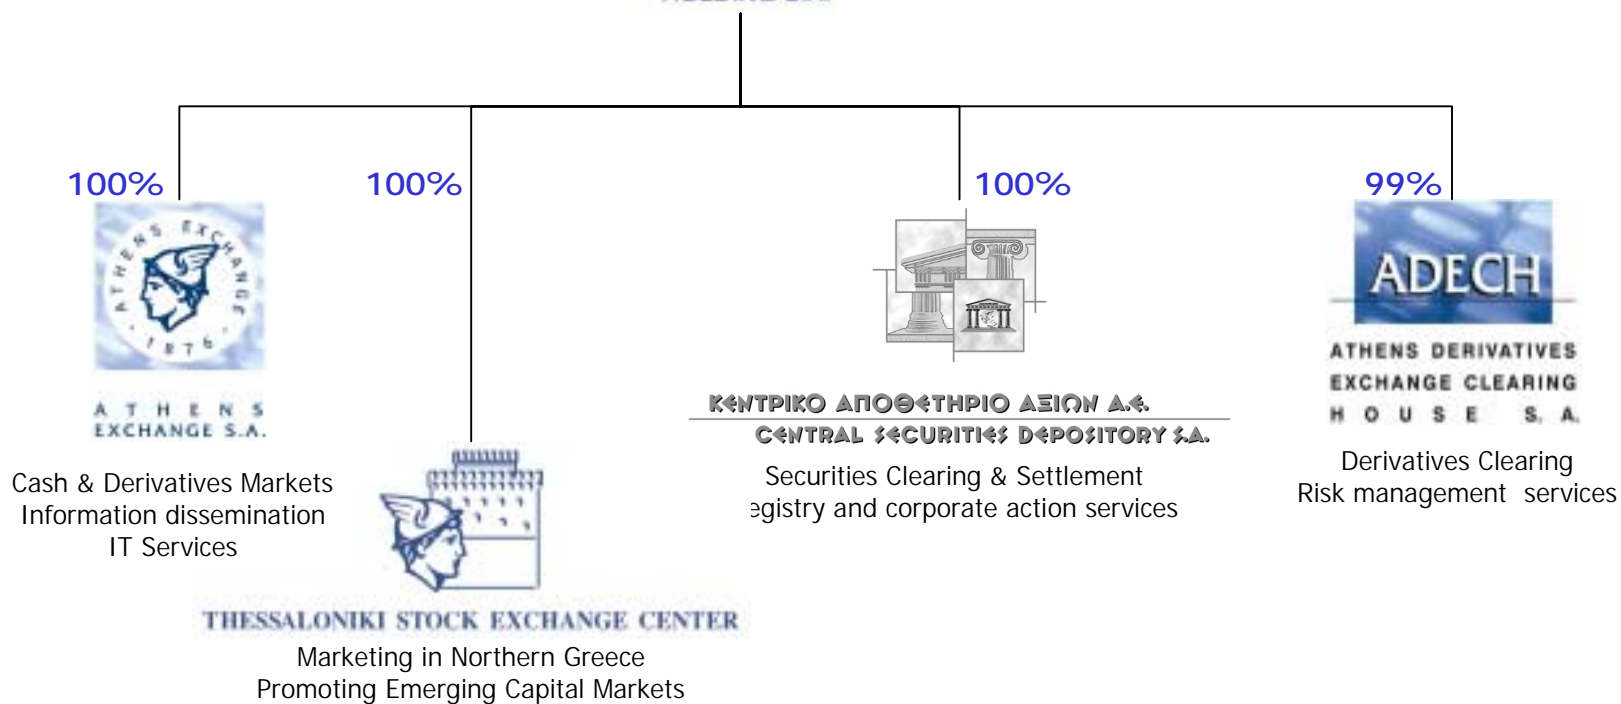 100%
100%
100%
99%
ATHENS EXCHANGE
1876
ATHENS
EXCHANGE S.A.
Cash & Derivatives Markets
Information dissemination
IT Services
THESSALONIKI STOCK EXCHANGE CENTER
Marketing in Northern Greece
Promoting Emerging Capital Markets
ΚΕΝΤΡΙΚΟ ΑΠΟΘΕΤΗΡΙΟ ΑΞΙΩΝ Α.Ε.
CENTRAL SECURITIES DEPOSITORY S.A.
Securities Clearing & Settlement
egistry and corporate action services
ADECH
ATHENS DERIVATIVES
EXCHANGE CLEARING
HOUSE S. A.
Derivatives Clearing
Risk management services